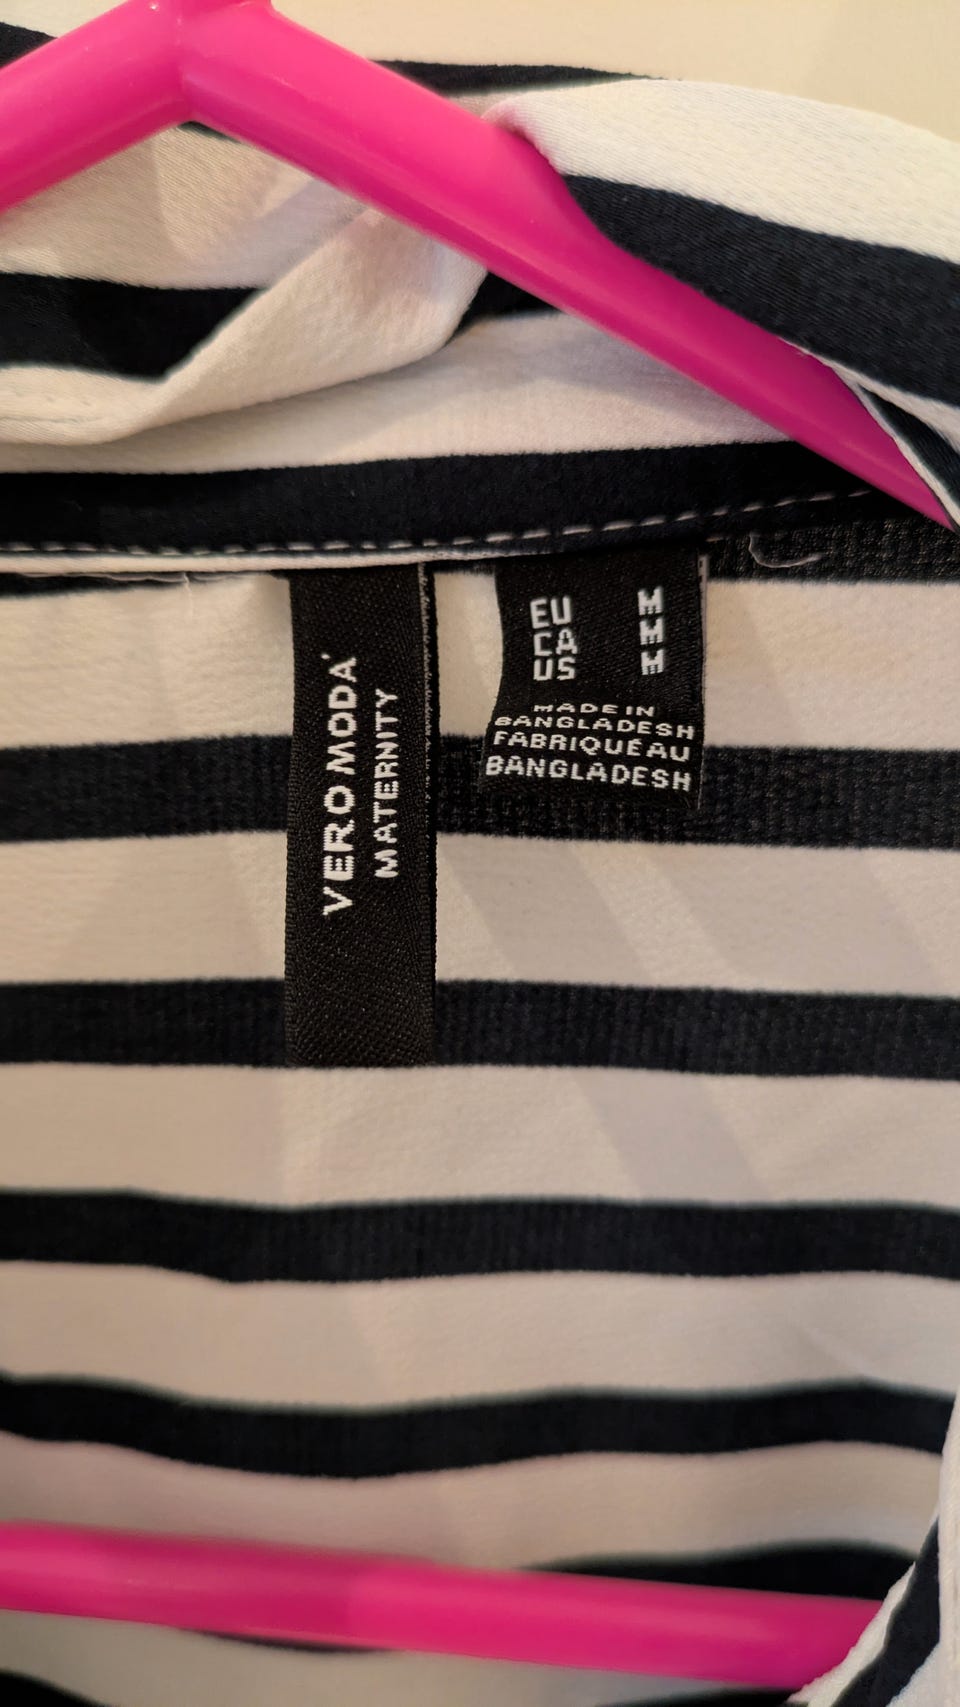 VERO MODA
MATERNITY
EU M
CA M
US M
MADE IN
BANGLADESH
FABRIQUÉ AU
BANGLADESH